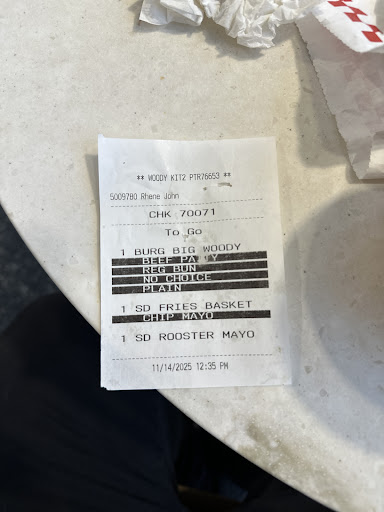 ** WOODY KIT2 PTR76653 **
5009780 Rhene John
CHK 70071
To Go
1 BURG BIG WOODY
BEEF PATTY
REG BUN
NO CHOICE
PLAIN
1 SD FRIES BASKET
CHIP MAYO
1 SD ROOSTER MAYO
11/14/2025 12:35 PM